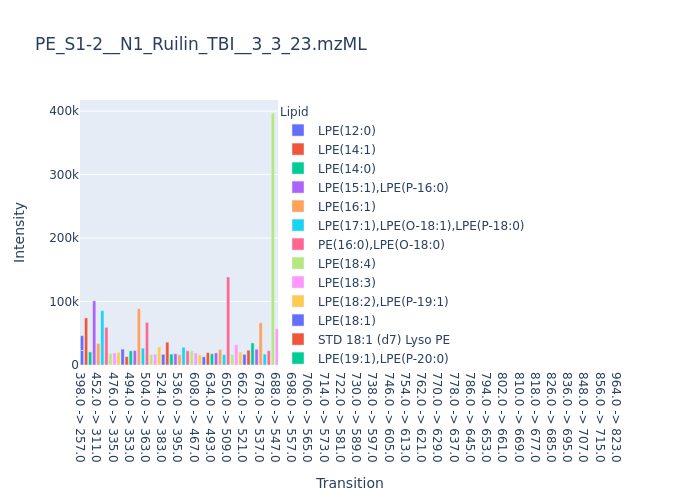 PE_S1-2__N1_Ruilin_TBI__3_3_23.mzML
Intensity
400k
300k
200k
100k
0
Lipid
LPE(12:0)
LPE(14:1)
LPE(14:0)
LPE(15:1),LPE(P-16:0)
LPE(16:1)
LPE(17:1),LPE(O-18:1),LPE(P-18:0)
PE(16:0),LPE(O-18:0)
LPE(18:4)
LPE(18:3)
LPE(18:2),LPE(P-19:1)
LPE(18:1)
STD 18:1 (d7) Lyso PE
LPE(19:1),LPE(P-20:0)
398.0 -> 257.0
452.0 -> 311.0
476.0 -> 335.0
494.0 -> 353.0
504.0 -> 363.0
524.0 -> 383.0
536.0 -> 395.0
608.0 -> 467.0
634.0 -> 493.0
650.0 -> 509.0
662.0 -> 521.0
678.0 -> 537.0
688.0 -> 547.0
698.0 -> 557.0
706.0 -> 565.0
714.0 -> 573.0
722.0 -> 581.0
730.0 -> 589.0
738.0 -> 597.0
746.0 -> 605.0
754.0 -> 613.0
762.0 -> 621.0
770.0 -> 629.0
778.0 -> 637.0
786.0 -> 645.0
794.0 -> 653.0
802.0 -> 661.0
810.0 -> 669.0
818.0 -> 677.0
826.0 -> 685.0
836.0 -> 695.0
848.0 -> 707.0
856.0 -> 715.0
964.0 -> 823.0
Transition